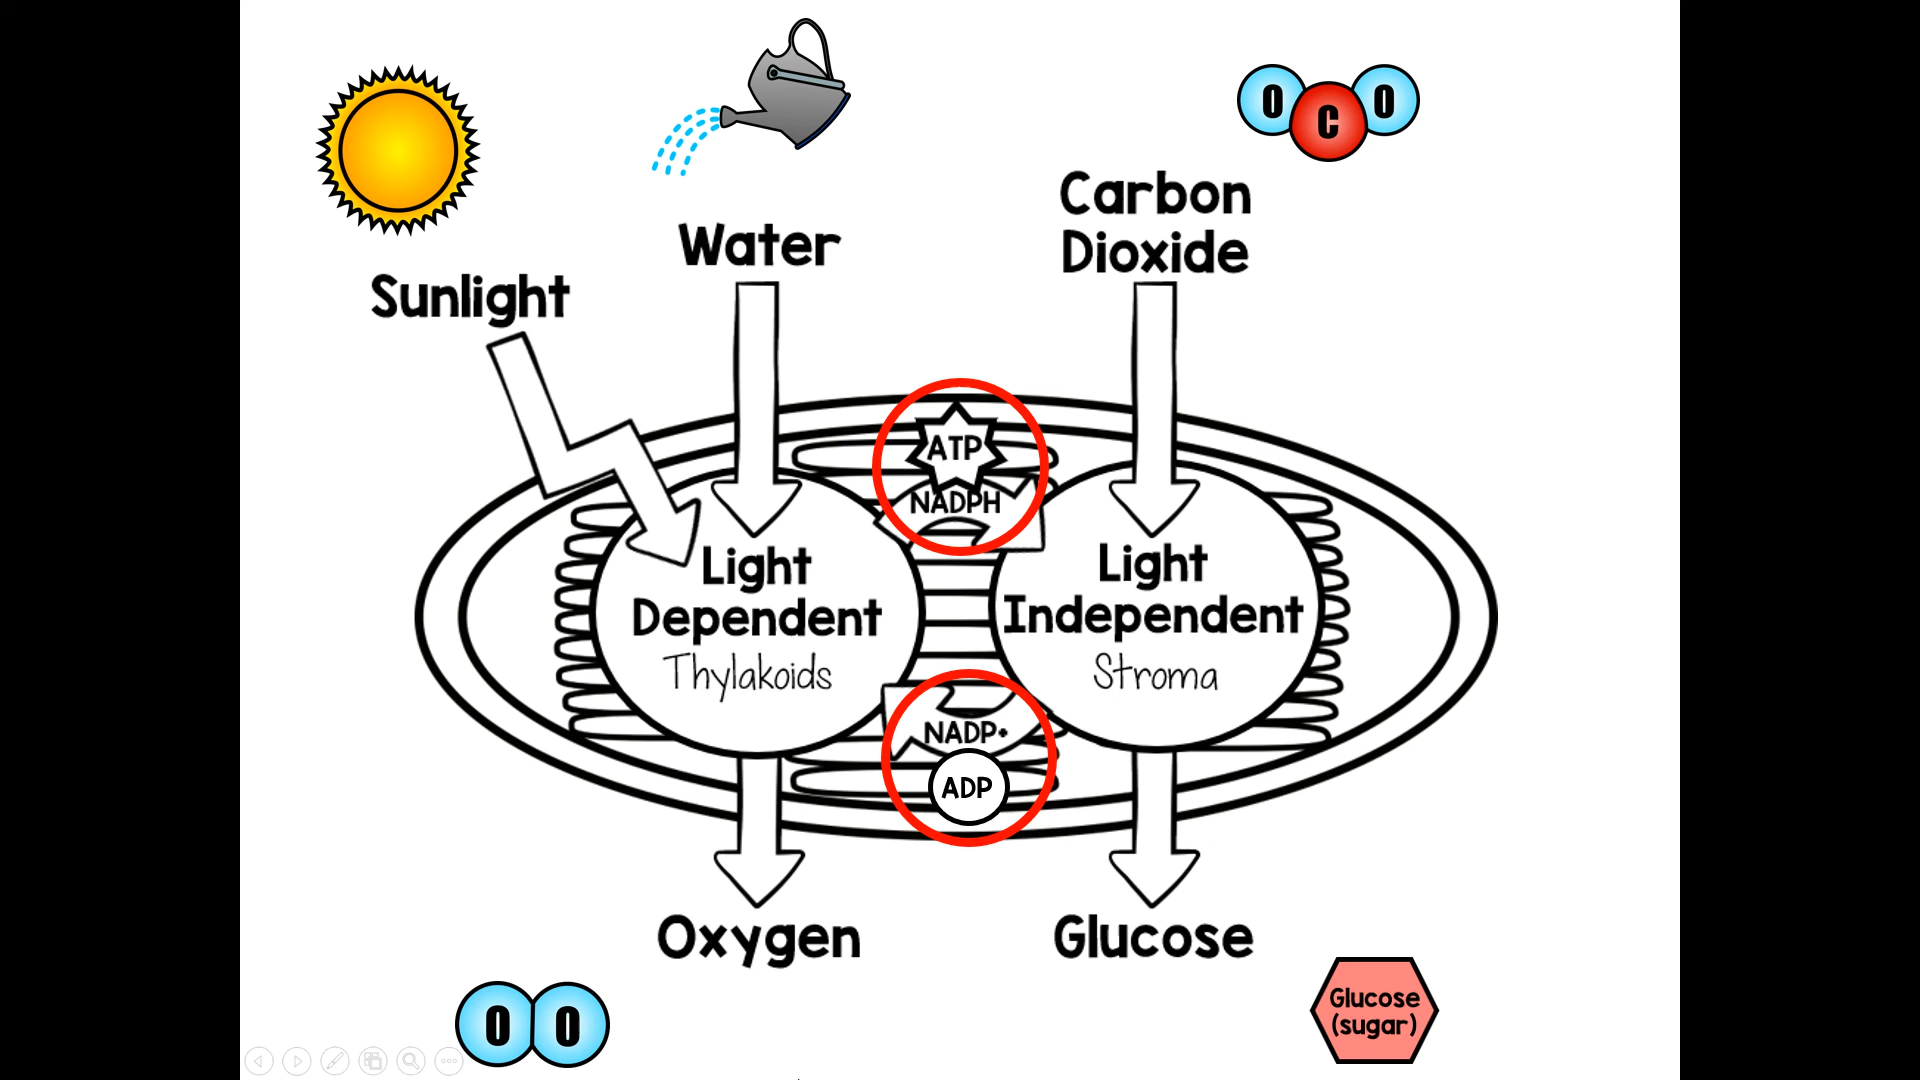 O C O
Carbon
Dioxide
Water
Sunlight
ATP
NADPH
Light
Dependent
Thylakoids
Light
Independent
Stroma
NADP+
ADP
Oxygen
Glucose
O O
Glucose
(sugar)